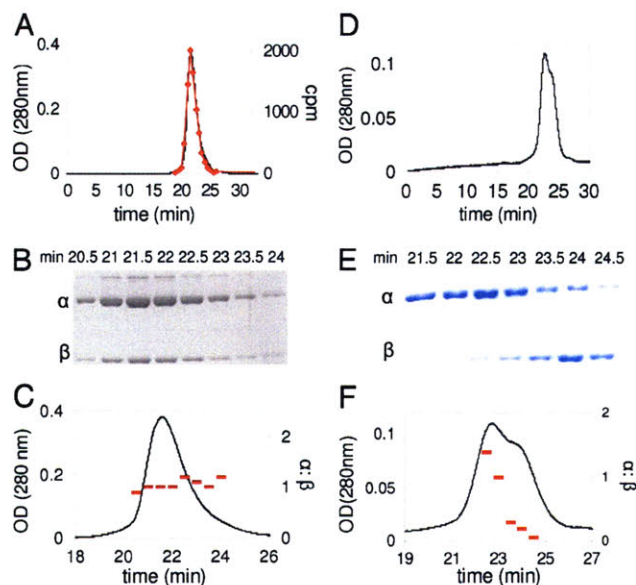 A
0.4
0.2
0
OD (280nm)
2000
1000
0
cpm
0 5 10 15 20 25 30
time (min)
D
0.1
0.05
0
OD (280nm)
0 5 10 15 20 25 30
time (min)
B
min 20.5 21 21.5 22 22.5 23 23.5 24
α
β
E
21.5 22 22.5 23 23.5 24 24.5
α
β
C
0.4
0.2
0
OD (280 nm)
2
1
0
α:β
18 20 22 24 26
time (min)
F
0.1
0.05
0
OD(280nm)
2
1
0
α:β
19 21 23 25 27
time (min)